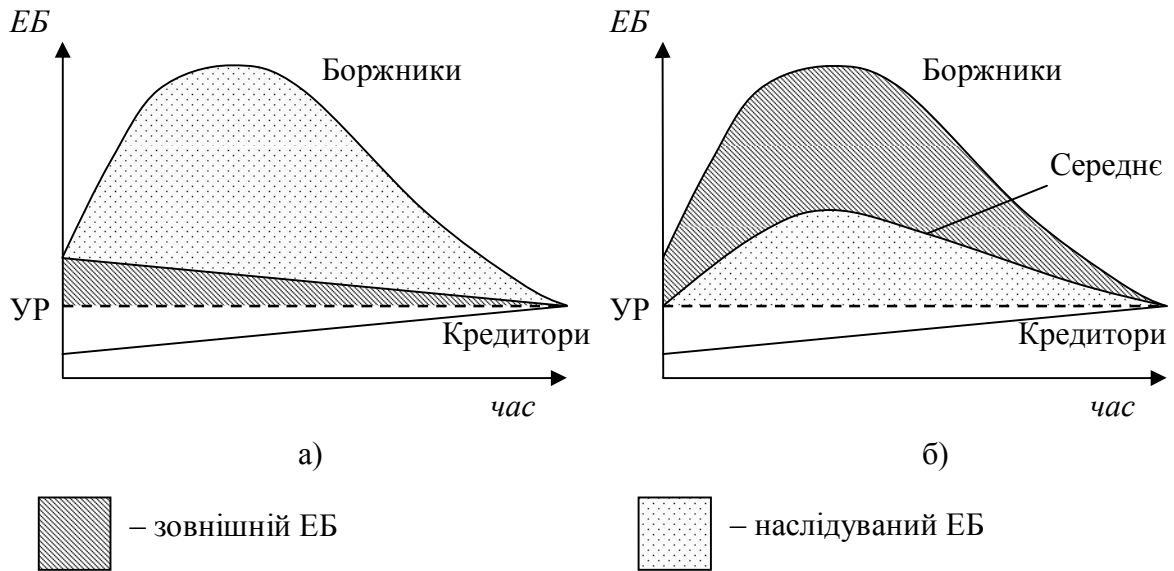 ЕБ
Боржники
УР
Кредитори
час
а)
ЕБ
Боржники
Середнє
УР
Кредитори
час
б)
– зовнішній ЕБ
– наслідуваний ЕБ